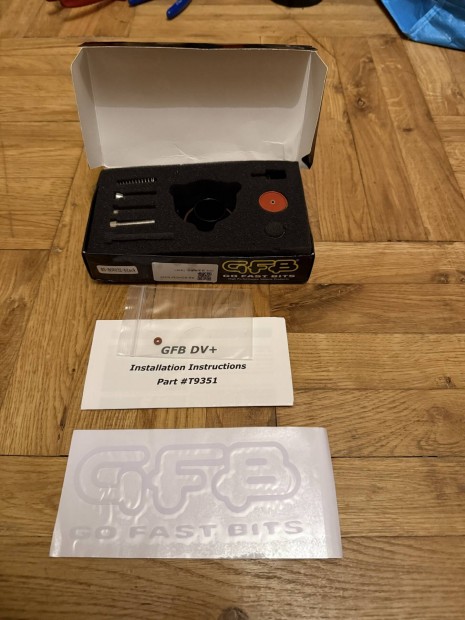 GFB
GO FAST BITS
GFB DV+
Installation Instructions
Part #T9351
GFB
GO FAST BITS